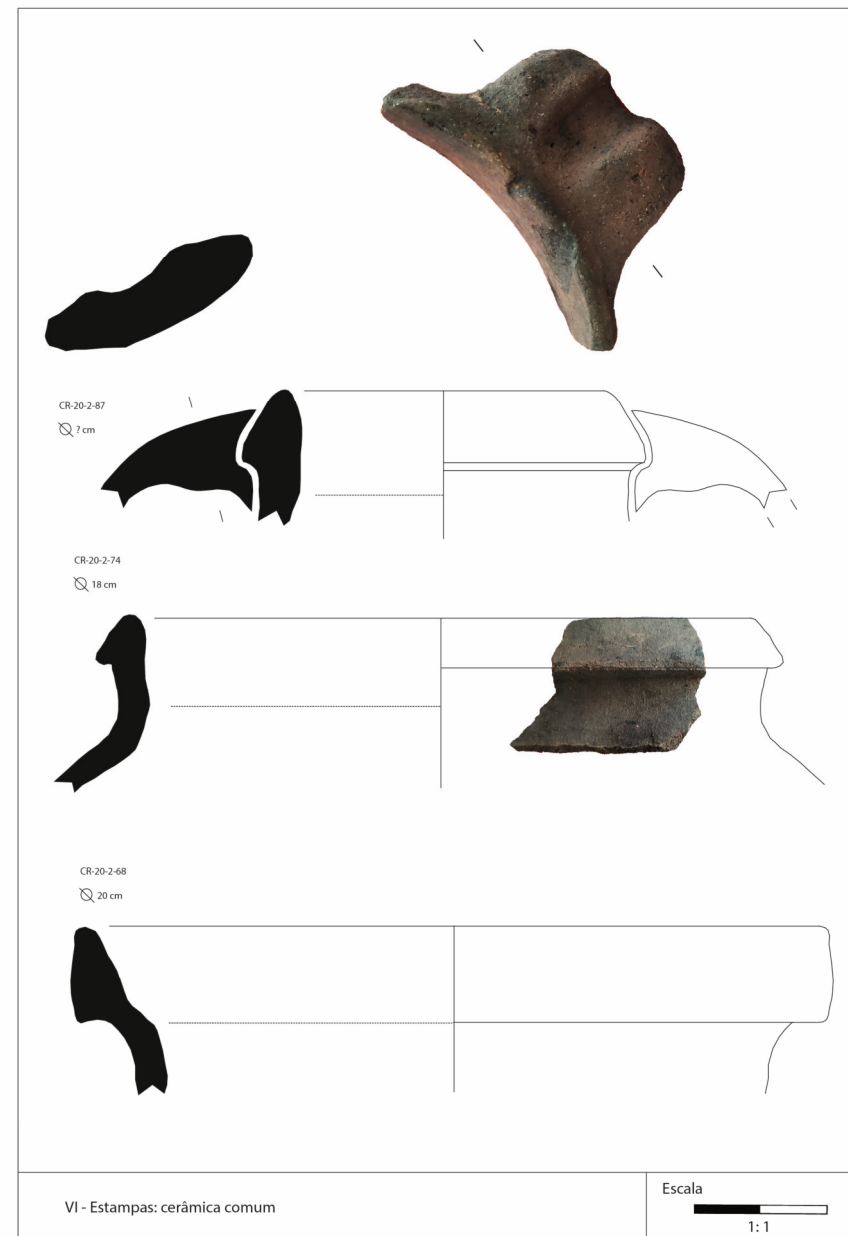 CR-20-2-87
? cm
CR-20-2-74
18 cm
CR-20-2-68
20 cm
VI - Estampas: cerâmica comum
Escala
1: 1